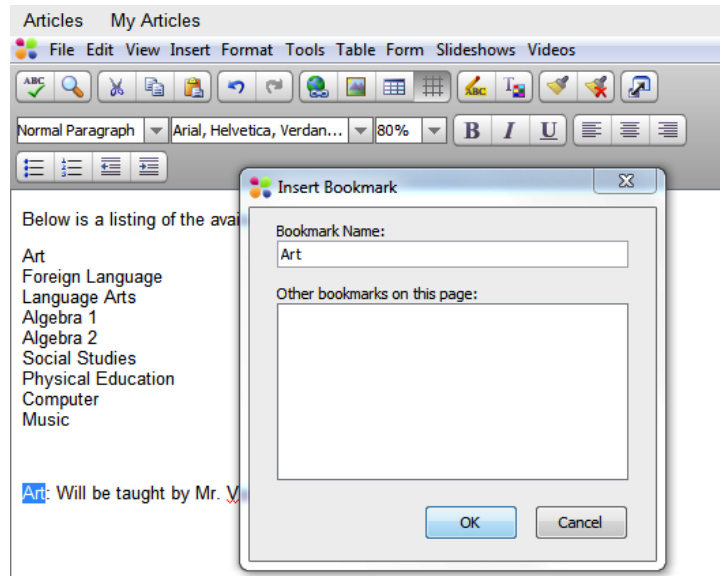 Articles My Articles
File Edit View Insert Format Tools Table Form Slideshows Videos
ABC ABC T
Normal Paragraph Arial, Helvetica, Verdan... 80% B I U
Insert Bookmark
Below is a listing of the avai
Bookmark Name:
Art
Other bookmarks on this page:
Art
Foreign Language
Language Arts
Algebra 1
Algebra 2
Social Studies
Physical Education
Computer
Music
Art: Will be taught by Mr. V
OK Cancel